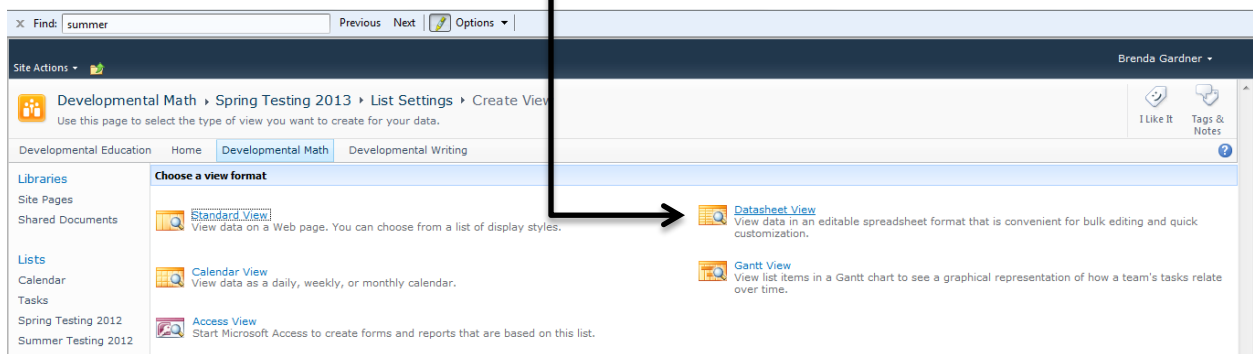 x Find: summer Previous Next Options
Brenda Gardner
Site Actions
Developmental Math Spring Testing 2013 List Settings Create View
Use this page to select the type of view you want to create for your data.
I Like It Tags &
Notes
Developmental Education Home Developmental Math Developmental Writing
Libraries
Site Pages
Shared Documents
Lists
Calendar
Tasks
Spring Testing 2012
Summer Testing 2012
Choose a view format
Standard View
View data on a Web page. You can choose from a list of display styles.
Datasheet View
View data in an editable spreadsheet format that is convenient for bulk editing and quick
customization.
Calendar View
View data as a daily, weekly, or monthly calendar.
Gantt View
View list items in a Gantt chart to see a graphical representation of how a team's tasks relate
over time.
Access View
Start Microsoft Access to create forms and reports that are based on this list.